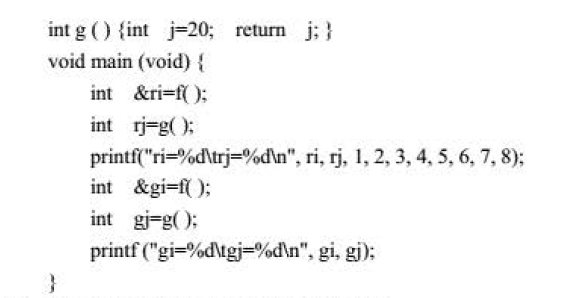 int g ( ) {int j=20; return j; }
void main (void) {
int &ri=f( );
int rj=g( );
printf("ri=%d\trj=%d\n", ri, rj, 1, 2, 3, 4, 5, 6, 7, 8);
int &gi=f( );
int gj=g( );
printf ("gi=%d\tgj=%d\n", gi, gj);
}